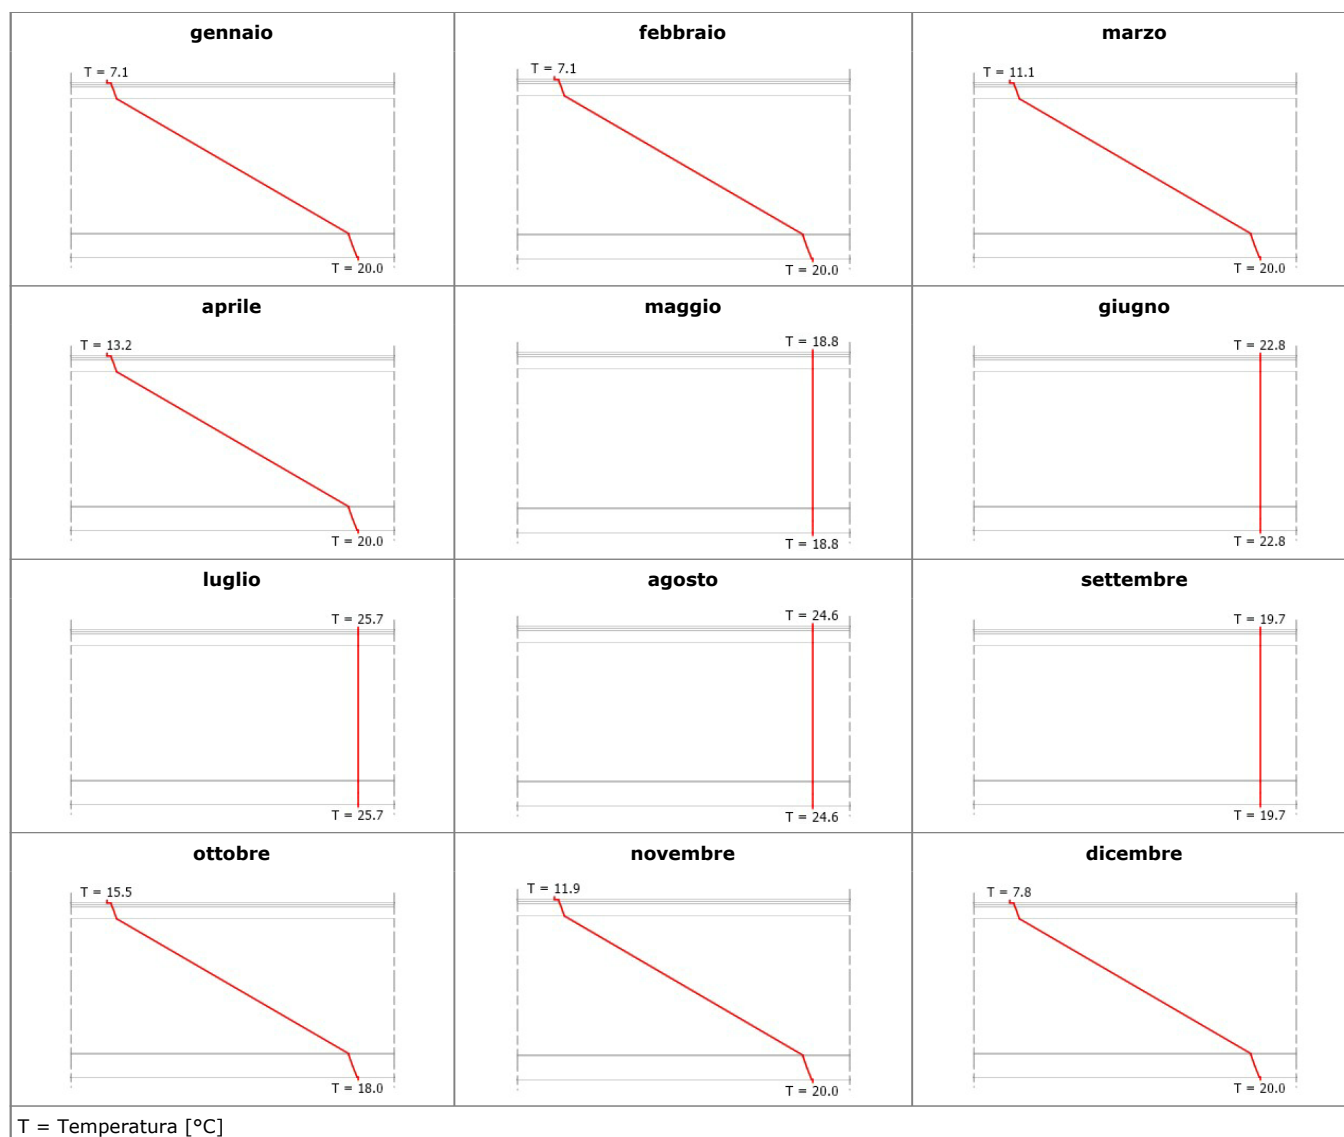 gennaio
febbraio
marzo
T = 7.1
T = 7.1
T = 11.1
T = 20.0
T = 20.0
T = 20.0
aprile
maggio
giugno
T = 13.2
T = 18.8
T = 22.8
T = 20.0
T = 18.8
T = 22.8
luglio
agosto
settembre
T = 25.7
T = 24.6
T = 19.7
T = 25.7
T = 24.6
T = 19.7
ottobre
novembre
dicembre
T = 15.5
T = 11.9
T = 7.8
T = 18.0
T = 20.0
T = 20.0
T = Temperatura [°C]